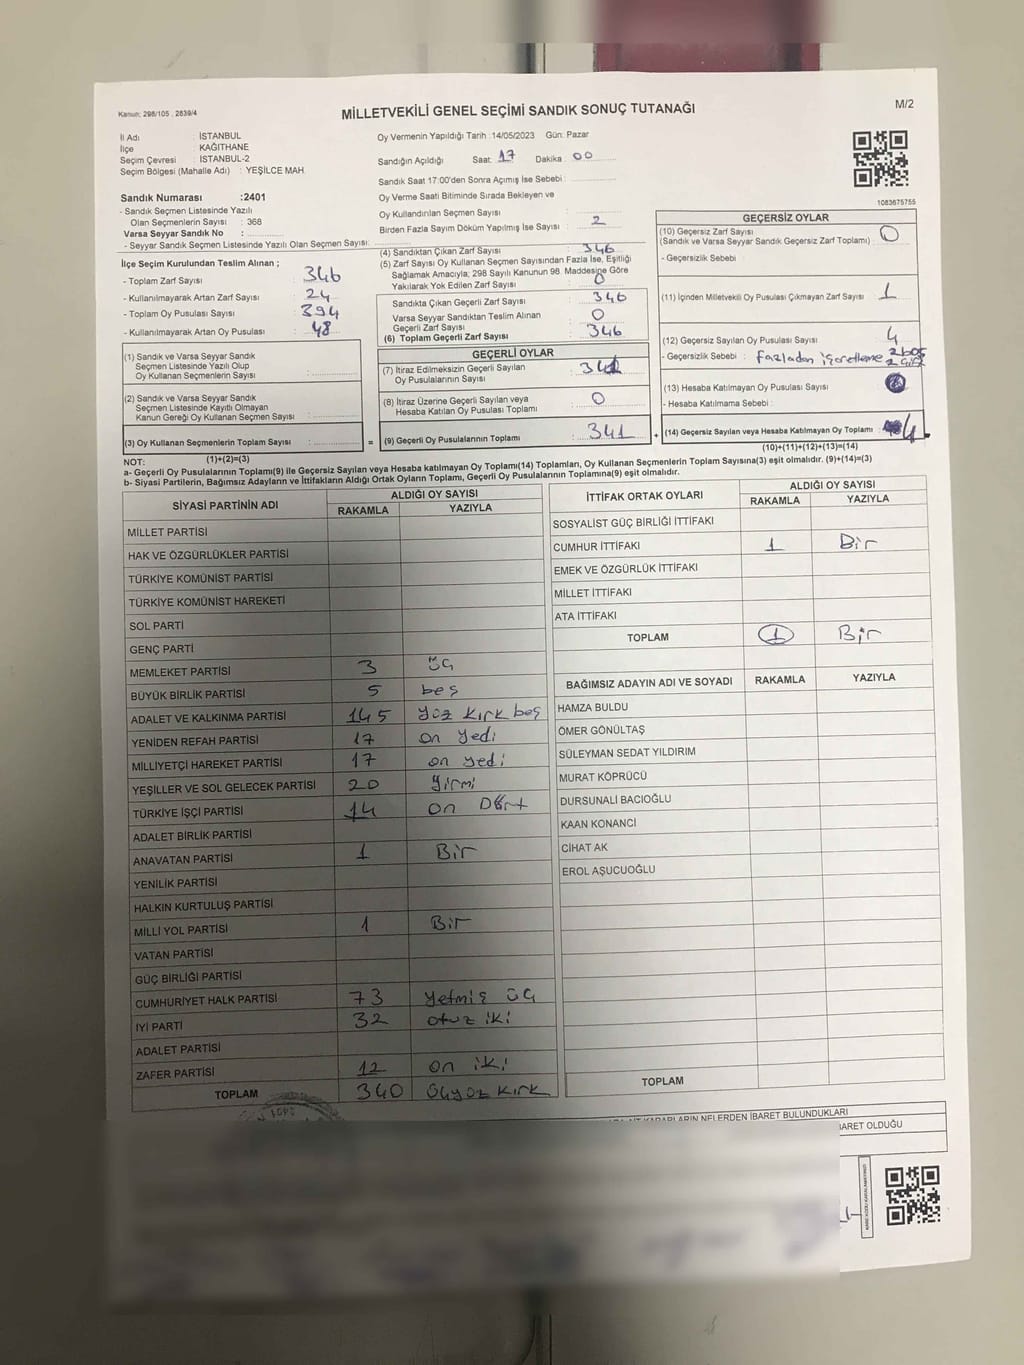 Kanun; 298/105 , 2839/4
MİLLETVEKİLİ GENEL SEÇİMİ SANDIK SONUÇ TUTANAĞI
M/2
İl Adı : İSTANBUL
İlçe KAĞITHANE
Seçim Çevresi : İSTANBUL-2
Seçim Bölgesi (Mahalle Adı) : YEŞİLCE MAH.
Oy Vermenin Yapıldığı Tarih :14/05/2023 Gün: Pazar
Sandığın Açıldığı Saat: 17 Dakika : 00
Sandık Saat 17:00'den Sonra Açımış İse Sebebi :
Oy Verme Saati Bitiminde Sırada Bekleyen ve
Oy Kullandırılan Seçmen Sayısı :
Birden Fazla Sayım Döküm Yapılmış İse Sayısı : 2
Sandık Numarası :2401
- Sandık Seçmen Listesinde Yazılı
Olan Seçmenlerin Sayısı : 368
Varsa Seyyar Sandık No :
- Seyyar Sandık Seçmen Listesinde Yazılı Olan Seçmen Sayısı:
1083675755
İlçe Seçim Kurulundan Teslim Alınan ;
- Toplam Zarf Sayısı : 346
- Kullanılmayarak Artan Zarf Sayısı : 24
- Toplam Oy Pusulası Sayısı : 394
- Kullanılmayarak Artan Oy Pusulası : 48
(1) Sandık ve Varsa Seyyar Sandık
Seçmen Listesinde Yazılı Olup
Oy Kullanan Seçmenlerin Sayısı :
(2) Sandık ve Varsa Seyyar Sandık
Seçmen Listesinde Kayıtlı Olmayan
Kanun Gereği Oy Kullanan Seçmen Sayısı :
(3) Oy Kullanan Seçmenlerin Toplam Sayısı :
(1)+(2)=(3)
(4) Sandıktan Çıkan Zarf Sayısı : 346
(5) Zarf Sayısı Oy Kullanan Seçmen Sayısından Fazla İse, Eşitliği
Sağlamak Amacıyla; 298 Sayılı Kanunun 98. Maddesine Göre
Yakılarak Yok Edilen Zarf Sayısı : 0
Sandıkta Çıkan Geçerli Zarf Sayısı : 346
Varsa Seyyar Sandıktan Teslim Alınan
Geçerli Zarf Sayısı : 0
(6) Toplam Geçerli Zarf Sayısı : 346
GEÇERLİ OYLAR
(7) İtiraz Edilmeksizin Geçerli Sayılan
Oy Pusulalarının Sayısı : 341
(8) İtiraz Üzerine Geçerli Sayılan veya
Hesaba Katılan Oy Pusulası Toplamı : 0
= (9) Geçerli Oy Pusulalarının Toplamı : 341 +
GEÇERSİZ OYLAR
(10) Geçersiz Zarf Sayısı
(Sandık ve Varsa Seyyar Sandık Geçersiz Zarf Toplamı) : 0
- Geçersizlik Sebebi :
(11) İçinden Milletvekili Oy Pusulası Çıkmayan Zarf Sayısı : 1
(12) Geçersiz Sayılan Oy Pusulası Sayısı : 4
- Geçersizlik Sebebi : fazladan işaretleme 2 boş
(13) Hesaba Katılmayan Oy Pusulası Sayısı
- Hesaba Katılmama Sebebi :
(14) Geçersiz Sayılan veya Hesaba Katılmayan Oy Toplamı : 4
(10)+(11)+(12)+(13)=(14)
NOT:
a- Geçerli Oy Pusulalarının Toplamı(9) ile Geçersiz Sayılan veya Hesaba katılmayan Oy Toplamı(14) Toplamları, Oy Kullanan Seçmenlerin Toplam Sayısına(3) eşit olmalıdır. (9)+(14)=(3)
b- Siyasi Partilerin, Bağımsız Adayların ve İttifakların Aldığı Ortak Oyların Toplamı, Geçerli Oy Pusulalarının Toplamına(9) eşit olmalıdır.
SİYASİ PARTİNİN ADI ALDIĞI OY SAYISI
RAKAMLA YAZIYLA
MİLLET PARTİSİ
HAK VE ÖZGÜRLÜKLER PARTİSİ
TÜRKİYE KOMÜNİST PARTİSİ
TÜRKİYE KOMÜNİST HAREKETİ
SOL PARTİ
GENÇ PARTİ
MEMLEKET PARTİSİ 3 üç
BÜYÜK BİRLİK PARTİSİ 5 beş
ADALET VE KALKINMA PARTİSİ 145 yüz kırk beş
YENİDEN REFAH PARTİSİ 17 on yedi
MİLLİYETÇİ HAREKET PARTİSİ 17 on yedi
YEŞİLLER VE SOL GELECEK PARTİSİ 20 yirmi
TÜRKİYE İŞÇİ PARTİSİ 14 on Dört
ADALET BİRLİK PARTİSİ
ANAVATAN PARTİSİ 1 Bir
YENİLİK PARTİSİ
HALKIN KURTULUŞ PARTİSİ
MİLLİ YOL PARTİSİ 1 Bir
VATAN PARTİSİ
GÜÇ BİRLİĞİ PARTİSİ
CUMHURİYET HALK PARTİSİ 73 yetmiş üç
İYİ PARTİ 32 otuz iki
ADALET PARTİSİ
ZAFER PARTİSİ 12 on iki
TOPLAM 340 üçyüz kırk
İTTİFAK ORTAK OYLARI ALDIĞI OY SAYISI
RAKAMLA YAZIYLA
SOSYALİST GÜÇ BİRLİĞİ İTTİFAKI
CUMHUR İTTİFAKI 1 Bir
EMEK VE ÖZGÜRLÜK İTTİFAKI
MİLLET İTTİFAKI
ATA İTTİFAKI
TOPLAM 1 Bir
BAĞIMSIZ ADAYIN ADI VE SOYADI RAKAMLA YAZIYLA
HAMZA BULDU
ÖMER GÖNÜLTAŞ
SÜLEYMAN SEDAT YILDIRIM
MURAT KÖPRÜCÜ
DURSUNALİ BACIOĞLU
KAAN KONANCI
CİHAT AK
EROL AŞUCUOĞLU
TOPLAM
KARARLARIN NELERDEN İBARET BULUNDUKLARI
İBARET OLDUĞU